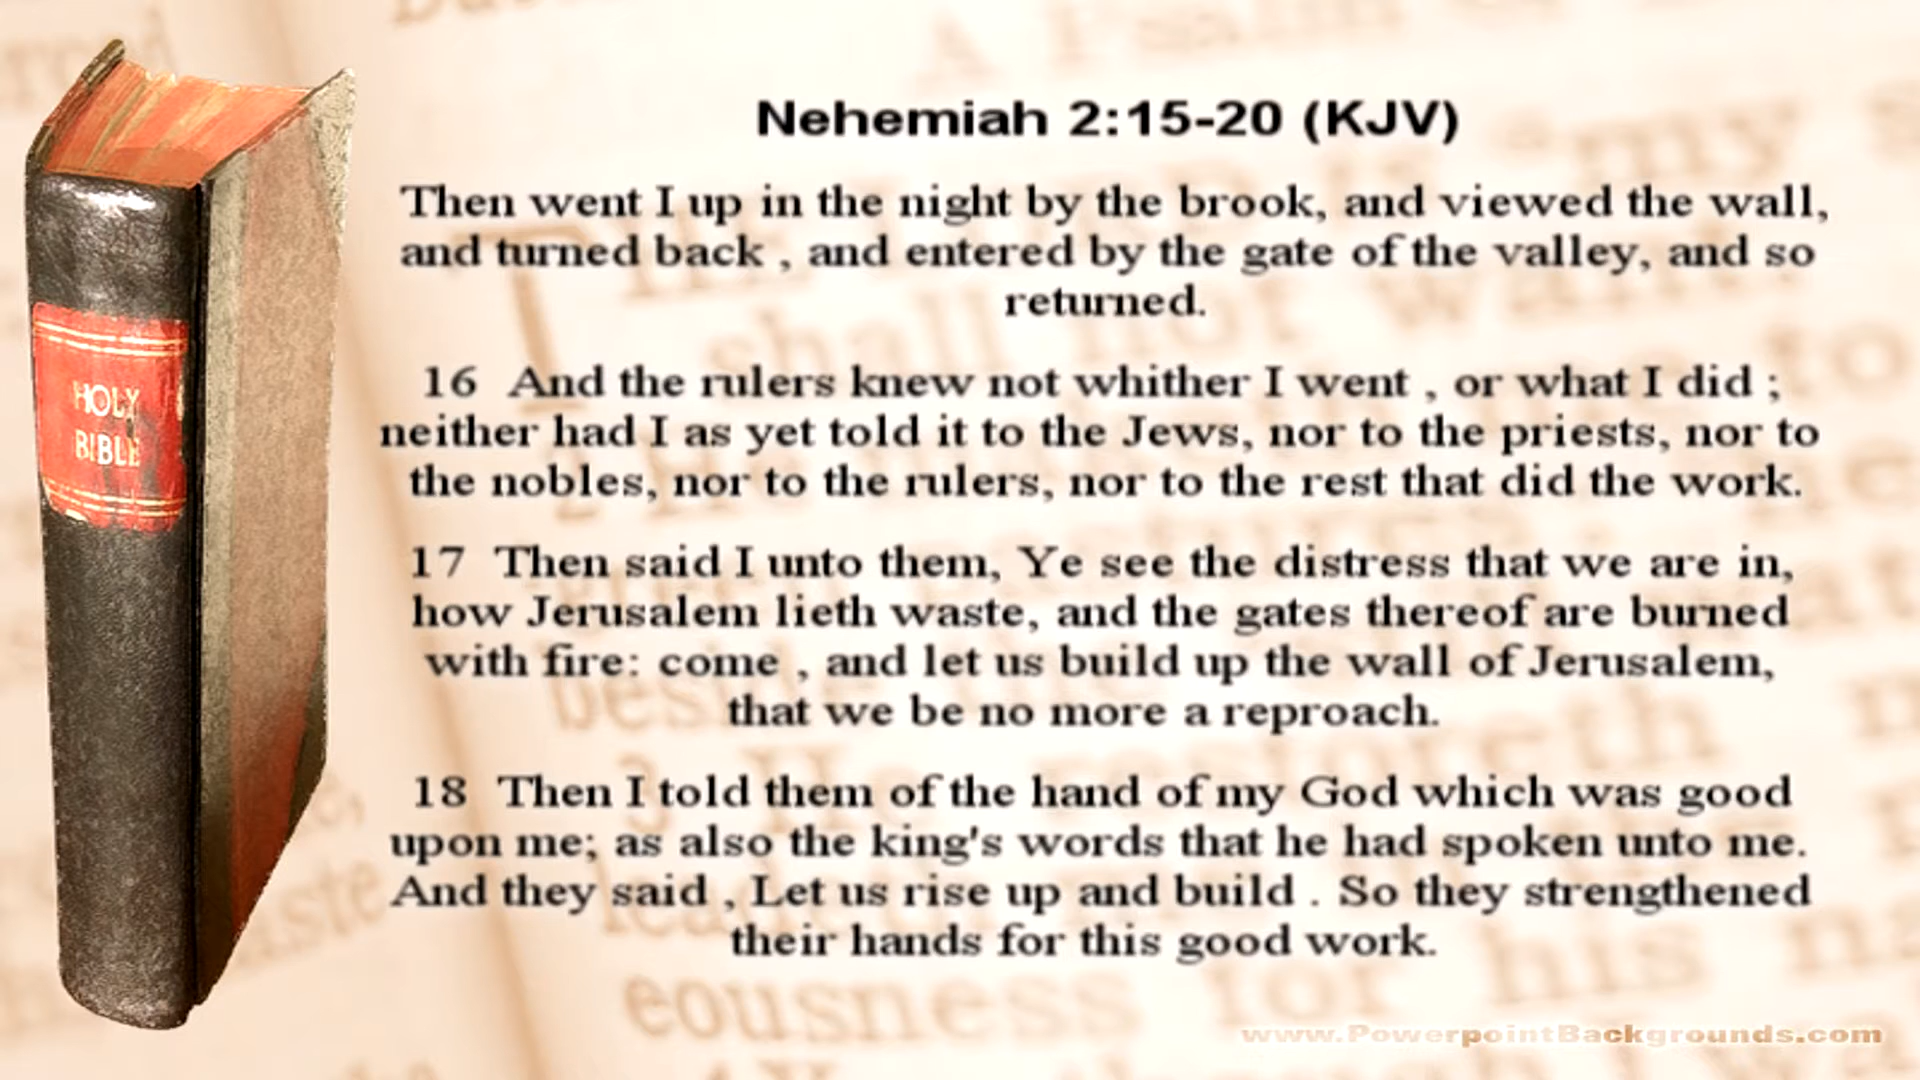 HOLY
BIBLE
Nehemiah 2:15-20 (KJV)
Then went I up in the night by the brook, and viewed the wall,
and turned back , and entered by the gate of the valley, and so
returned.
16 And the rulers knew not whither I went , or what I did ;
neither had I as yet told it to the Jews, nor to the priests, nor to
the nobles, nor to the rulers, nor to the rest that did the work.
17 Then said I unto them, Ye see the distress that we are in,
how Jerusalem lieth waste, and the gates thereof are burned
with fire: come , and let us build up the wall of Jerusalem,
that we be no more a reproach.
18 Then I told them of the hand of my God which was good
upon me; as also the king's words that he had spoken unto me.
And they said , Let us rise up and build . So they strengthened
their hands for this good work.
eousness for his
www.PowerpointBackgrounds.com